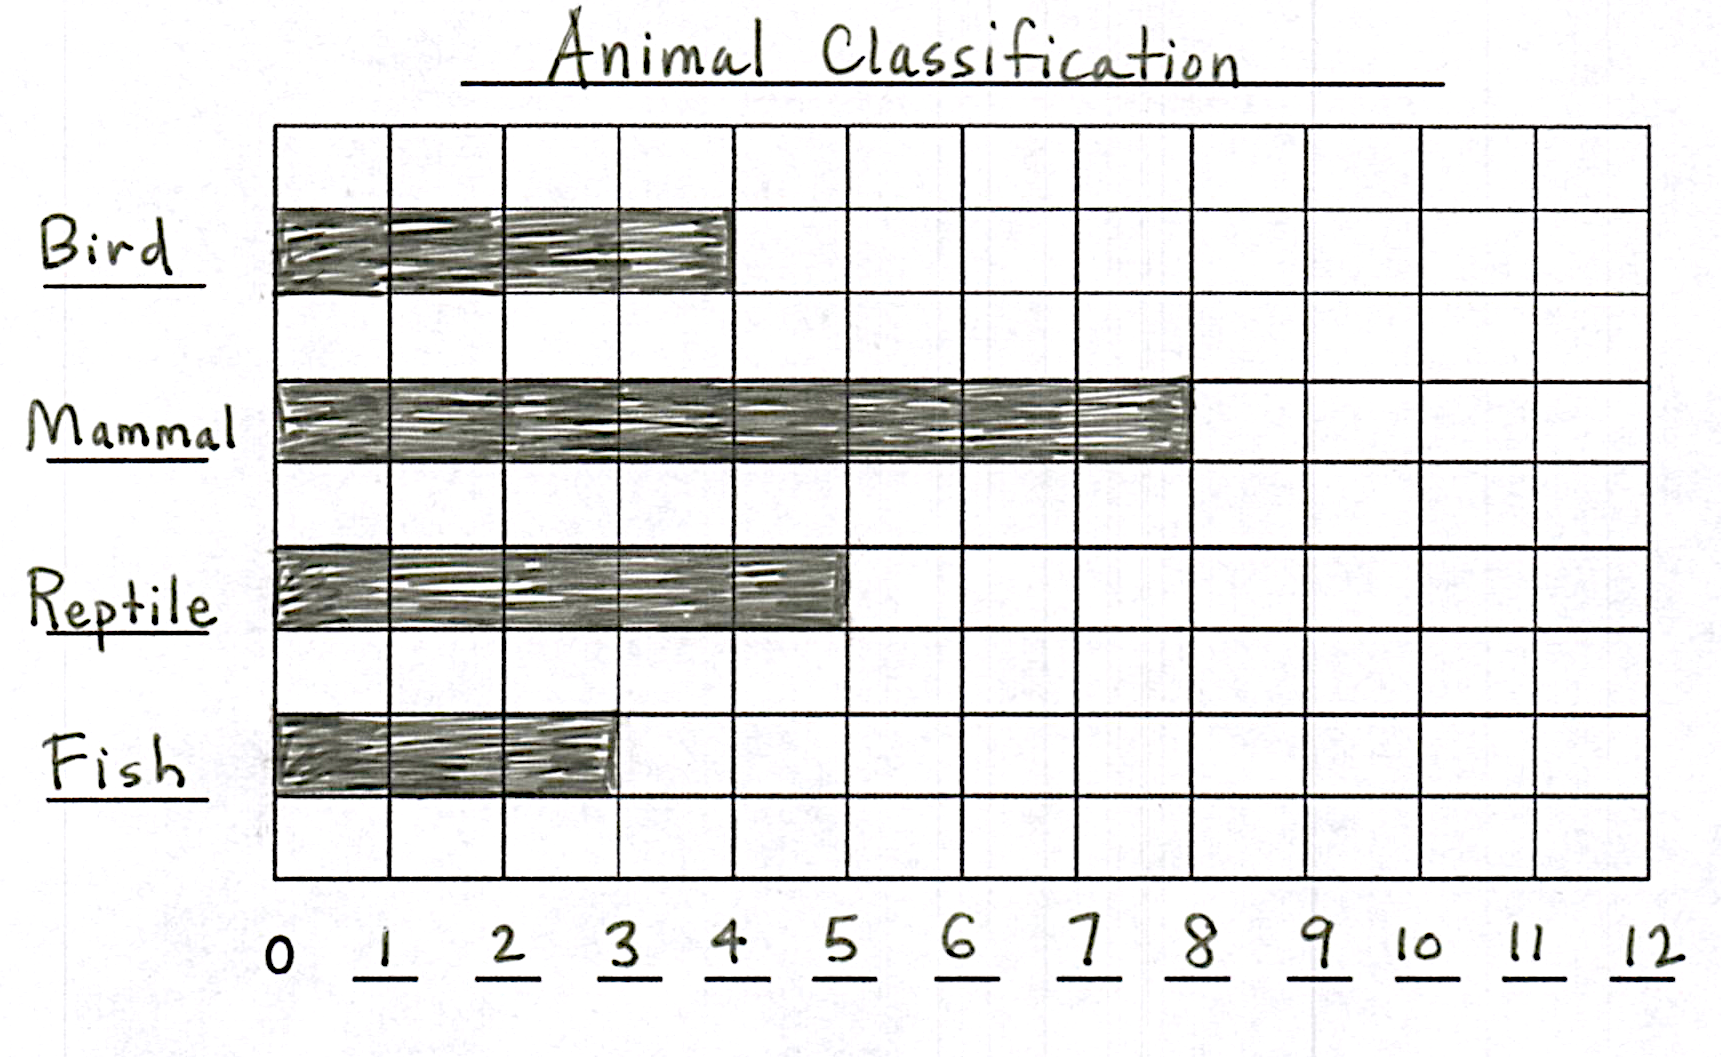 Animal Classification
Bird
Mammal
Reptile
Fish
0 1 2 3 4 5 6 7 8 9 10 11 12